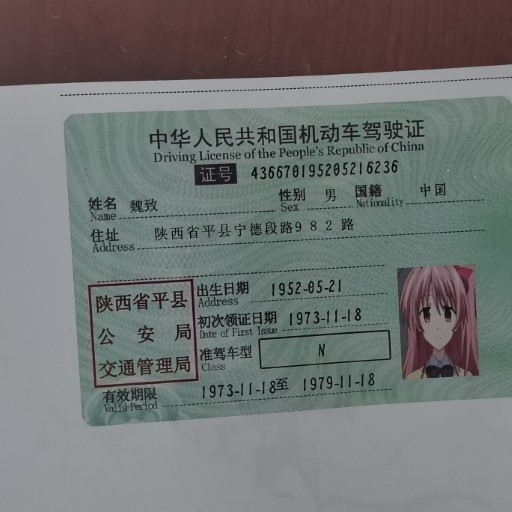 中华人民共和国机动车驾驶证
Driving License of the People's Republic of China
证号 436670195205216236
姓名 魏致 性别 男 国籍 中国
Name Sex Nationality
住址 陕西省平县宁德段路982路
Address
陕西省平县
公安局
交通管理局
出生日期 1952-05-21
Address
初次领证日期 1973-11-18
Date of First Issue
准驾车型 N
Class
有效期限 1973-11-18至 1979-11-18
Valid Period